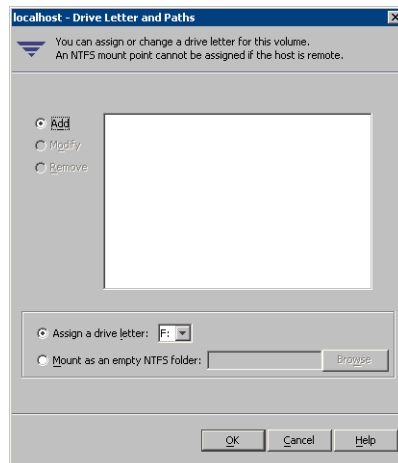 localhost - Drive Letter and Paths
You can assign or change a drive letter for this volume.
An NTFS mount point cannot be assigned if the host is remote.
Add
Modify
Remove
Assign a drive letter: F:
Mount as an empty NTFS folder: Browse
OK Cancel Help